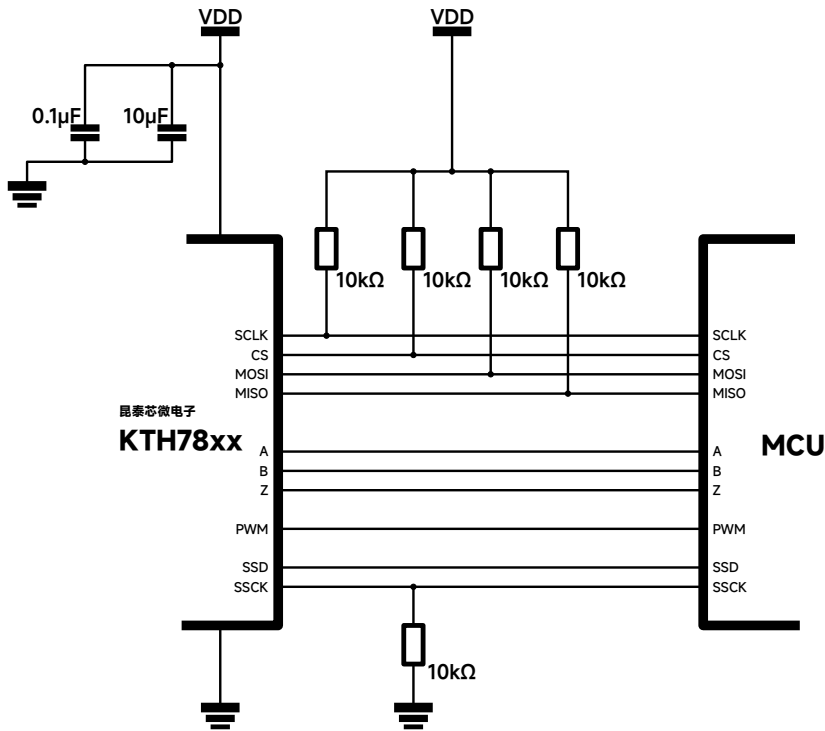 VDD
VDD
0.1µF
10µF
10kΩ
10kΩ
10kΩ
10kΩ
SCLK
SCLK
CS
CS
MOSI
MOSI
MISO
MISO
昆泰芯微电子
KTH78xx
MCU
A
A
B
B
Z
Z
PWM
PWM
SSD
SSD
SSCK
SSCK
10kΩ